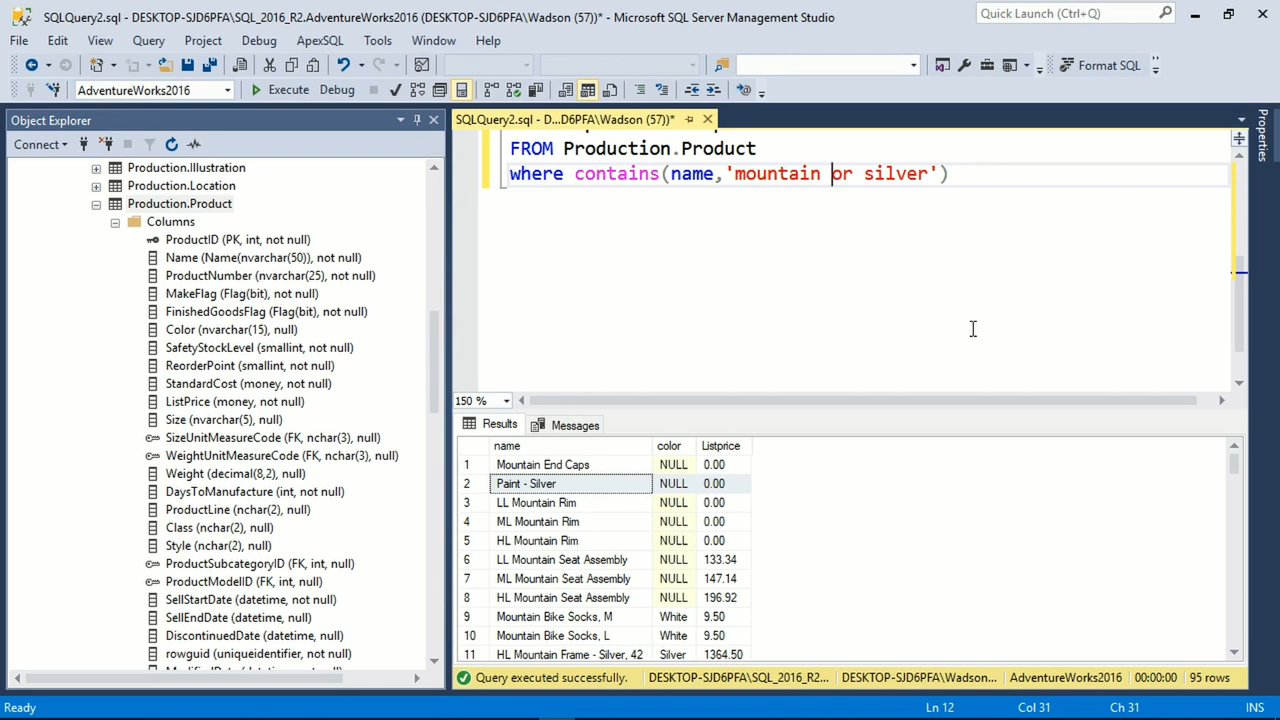 SQLQuery2.sql - DESKTOP-SJD6PFA\SQL_2016_R2.AdventureWorks2016 (DESKTOP-SJD6PFA\Wadson (57))* - Microsoft SQL Server Management Studio
Quick Launch (Ctrl+Q)
File Edit View Query Project Debug ApexSQL Tools Window Help
Format SQL
AdventureWorks2016 Execute Debug
Object Explorer
SQLQuery2.sql - D...D6PFA\Wadson (57))*
Properties
Connect
Production.Illustration
Production.Location
Production.Product
Columns
ProductID (PK, int, not null)
Name (Name(nvarchar(50)), not null)
ProductNumber (nvarchar(25), not null)
MakeFlag (Flag(bit), not null)
FinishedGoodsFlag (Flag(bit), not null)
Color (nvarchar(15), null)
SafetyStockLevel (smallint, not null)
ReorderPoint (smallint, not null)
StandardCost (money, not null)
ListPrice (money, not null)
Size (nvarchar(5), null)
SizeUnitMeasureCode (FK, nchar(3), null)
WeightUnitMeasureCode (FK, nchar(3), null)
Weight (decimal(8,2), null)
DaysToManufacture (int, not null)
ProductLine (nchar(2), null)
Class (nchar(2), null)
Style (nchar(2), null)
ProductSubcategoryID (FK, int, null)
ProductModelID (FK, int, null)
SellStartDate (datetime, not null)
SellEndDate (datetime, null)
DiscontinuedDate (datetime, null)
rowguid (uniqueidentifier, not null)
FROM Production.Product
where contains(name,'mountain or silver')
150 %
Results Messages
name color Listprice
1 Mountain End Caps NULL 0.00
2 Paint - Silver NULL 0.00
3 LL Mountain Rim NULL 0.00
4 ML Mountain Rim NULL 0.00
5 HL Mountain Rim NULL 0.00
6 LL Mountain Seat Assembly NULL 133.34
7 ML Mountain Seat Assembly NULL 147.14
8 HL Mountain Seat Assembly NULL 196.92
9 Mountain Bike Socks, M White 9.50
10 Mountain Bike Socks, L White 9.50
11 HL Mountain Frame - Silver, 42 Silver 1364.50
Query executed successfully. DESKTOP-SJD6PFA\SQL_2016_R2... DESKTOP-SJD6PFA\Wadson... AdventureWorks2016 00:00:00 95 rows
Ready Ln 12 Col 31 Ch 31 INS